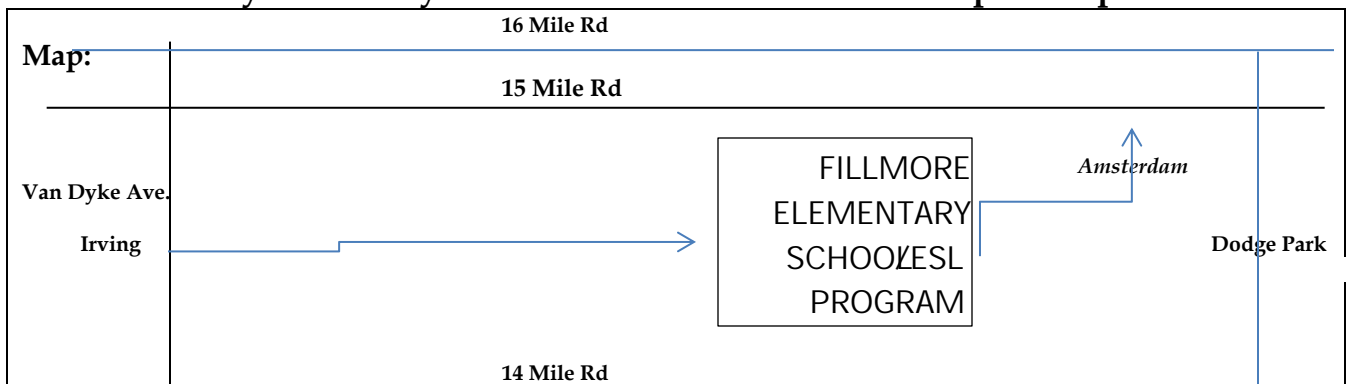 16 Mile Rd
Map:
15 Mile Rd
FILLMORE
Amsterdam
Van Dyke Ave.
ELEMENTARY
Irving
Dodge Park
SCHOOL/ESL
PROGRAM
14 Mile Rd